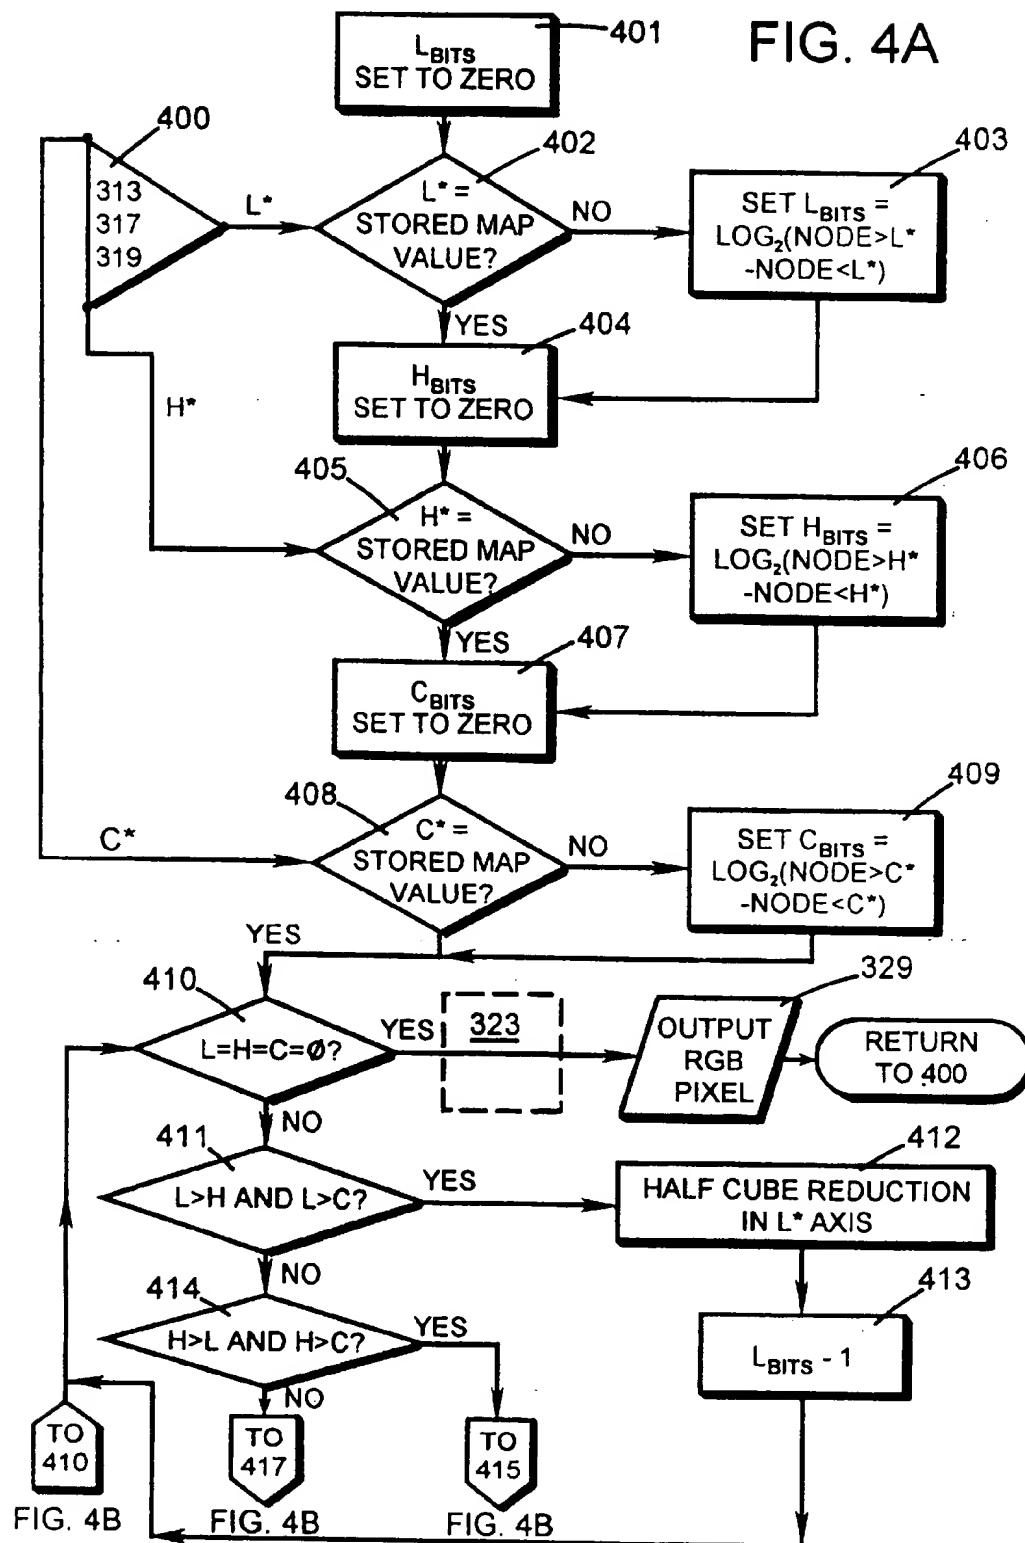 FIG. 4A
401
L_BITS
SET TO ZERO
400
313
317
319
L*
402
L* =
STORED MAP
VALUE?
NO
403
SET L_BITS =
LOG₂(NODE>L*
-NODE<L*)
YES
404
H_BITS
SET TO ZERO
H*
405
H* =
STORED MAP
VALUE?
NO
406
SET H_BITS =
LOG₂(NODE>H*
-NODE<H*)
YES
407
C_BITS
SET TO ZERO
C*
408
C* =
STORED MAP
VALUE?
NO
409
SET C_BITS =
LOG₂(NODE>C*
-NODE<C*)
YES
410
L=H=C=Ø?
YES
323
329
OUTPUT
RGB
PIXEL
RETURN
TO 400
NO
411
L>H AND L>C?
YES
412
HALF CUBE REDUCTION
IN L* AXIS
NO
414
H>L AND H>C?
YES
413
L_BITS - 1
NO
TO
410
FIG. 4B
TO
417
FIG. 4B
TO
415
FIG. 4B